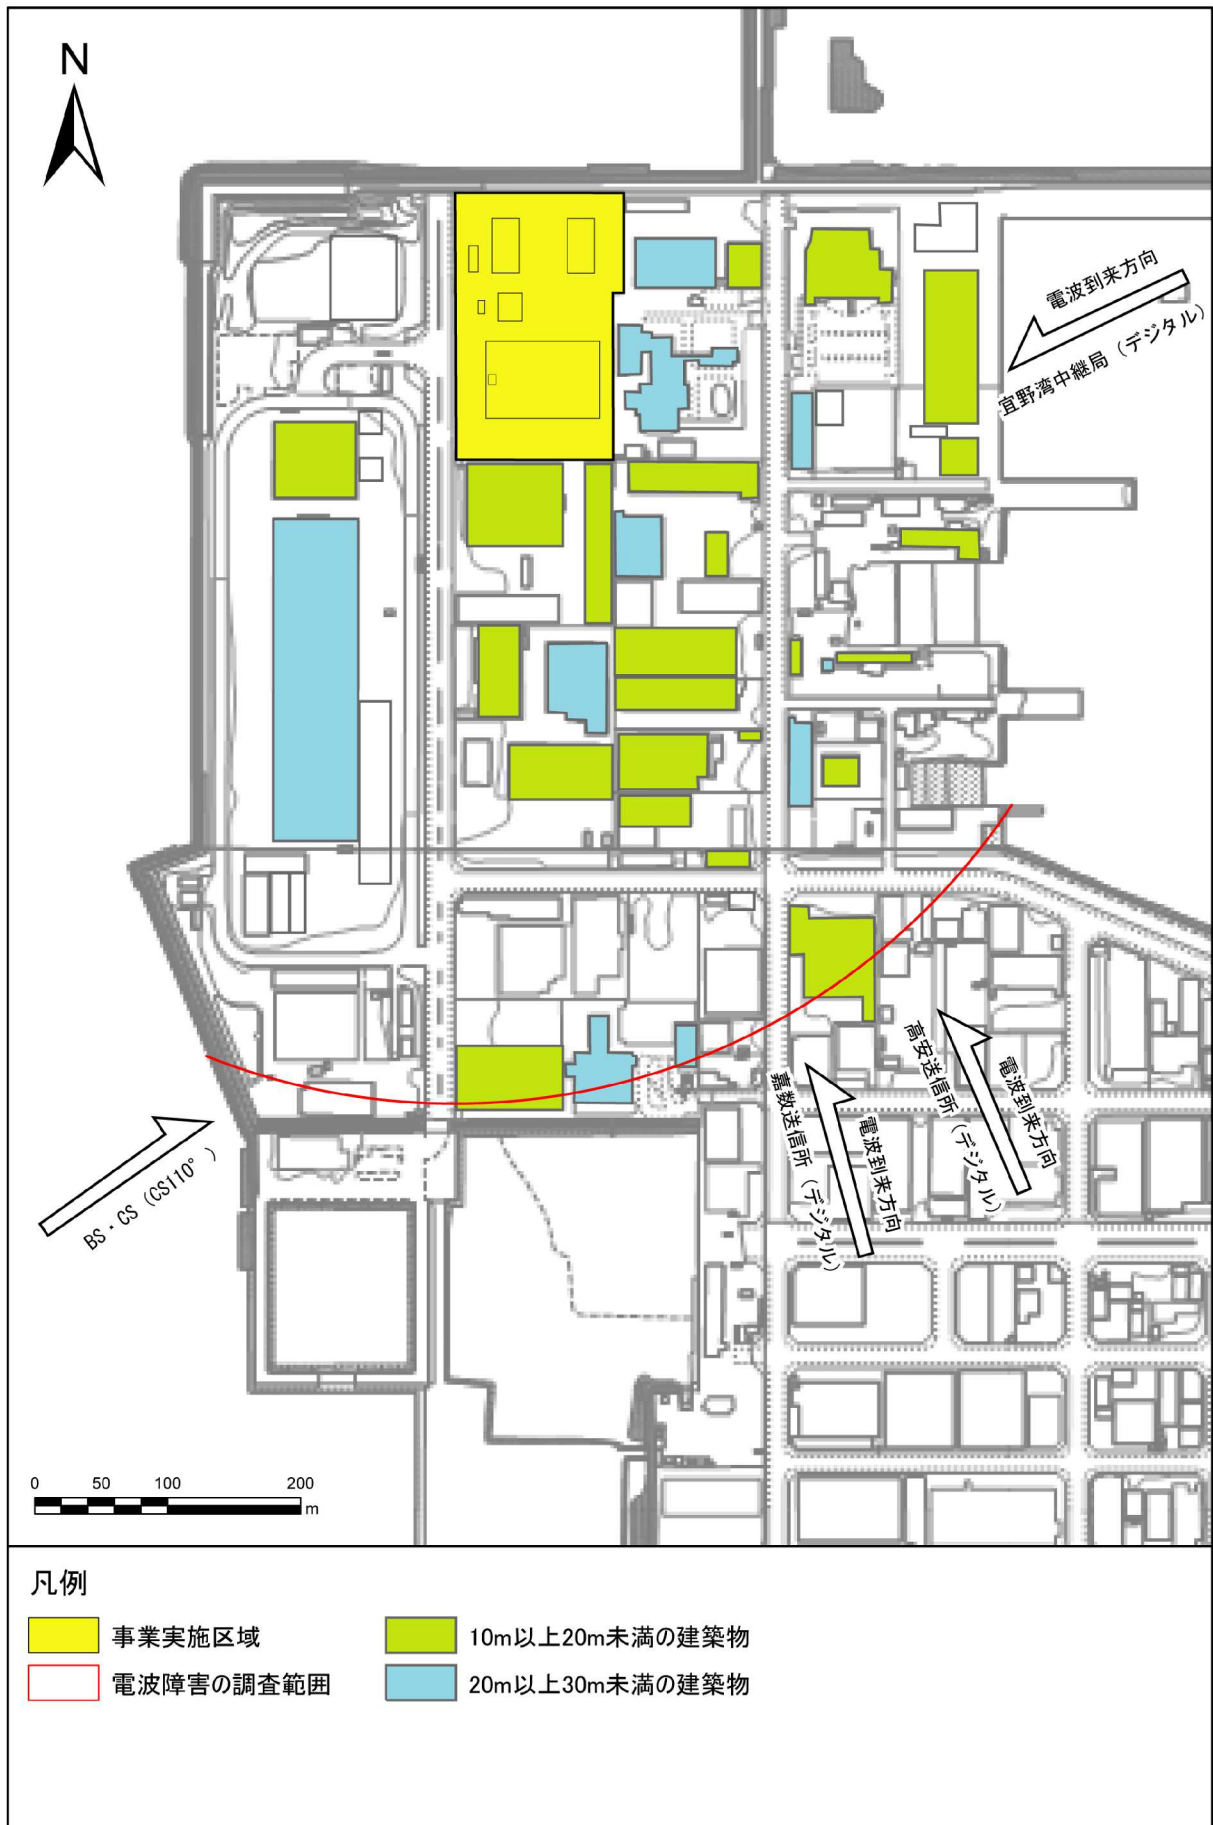 N
電波到来方向
宜野湾中継局（デジタル）
電波到来方向
高安送信所（デジタル）
電波到来方向
嘉数送信所（デジタル）
BS・CS（CS110°）
0 50 100 200
m
凡例
事業実施区域
電波障害の調査範囲
10m以上20m未満の建築物
20m以上30m未満の建築物